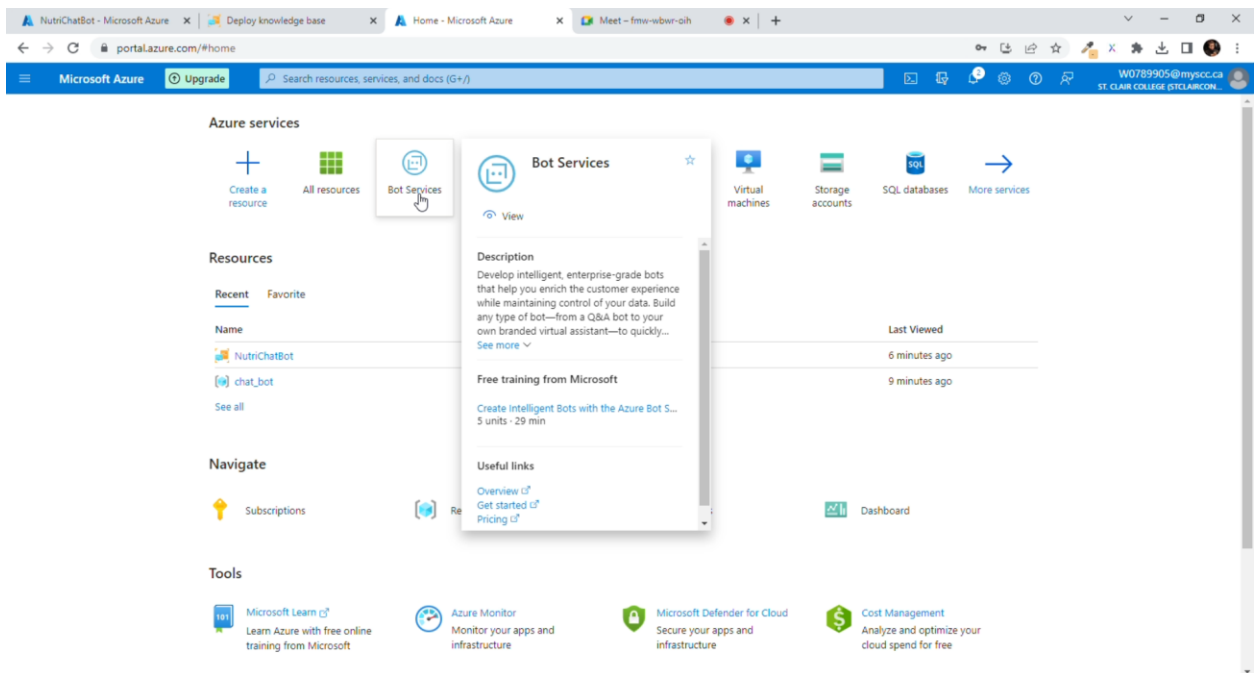 NutriChatBot - Microsoft Azure
Deploy knowledge base
Home - Microsoft Azure
Meet – fmw-wbwr-oih
portal.azure.com/#home
Microsoft Azure
Upgrade
Search resources, services, and docs (G+/)
2
W0789905@myscc.ca
ST. CLAIR COLLEGE (STCLAIRCON...
Azure services
Create a
resource
All resources
Bot Services
Virtual
machines
Storage
accounts
SQL
SQL databases
More services
Bot Services
View
Description
Develop intelligent, enterprise-grade bots
that help you enrich the customer experience
while maintaining control of your data. Build
any type of bot—from a Q&A bot to your
own branded virtual assistant—to quickly...
See more
Free training from Microsoft
Create Intelligent Bots with the Azure Bot S...
5 units · 29 min
Useful links
Overview
Get started
Pricing
Resources
Recent Favorite
Name Last Viewed
NutriChatBot 6 minutes ago
chat_bot 9 minutes ago
See all
Navigate
Subscriptions
Re
Dashboard
Tools
101
Microsoft Learn
Learn Azure with free online
training from Microsoft
Azure Monitor
Monitor your apps and
infrastructure
Microsoft Defender for Cloud
Secure your apps and
infrastructure
Cost Management
Analyze and optimize your
cloud spend for free